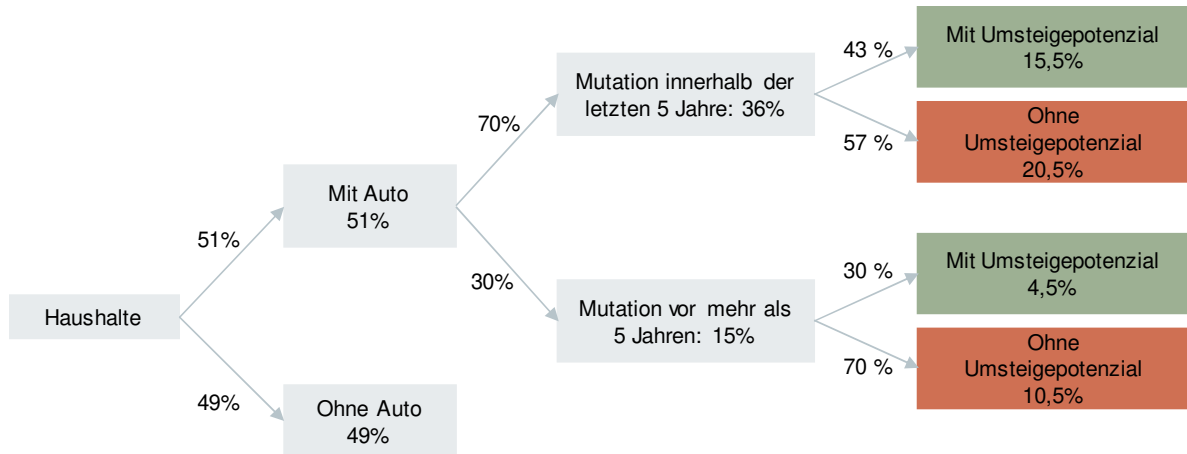 Haushalte
51%
49%
Mit Auto
51%
Ohne Auto
49%
70%
30%
Mutation innerhalb der
letzten 5 Jahre: 36%
Mutation vor mehr als
5 Jahren: 15%
43 %
57 %
30 %
70 %
Mit Umsteigepotenzial
15,5%
Ohne
Umsteigepotenzial
20,5%
Mit Umsteigepotenzial
4,5%
Ohne
Umsteigepotenzial
10,5%